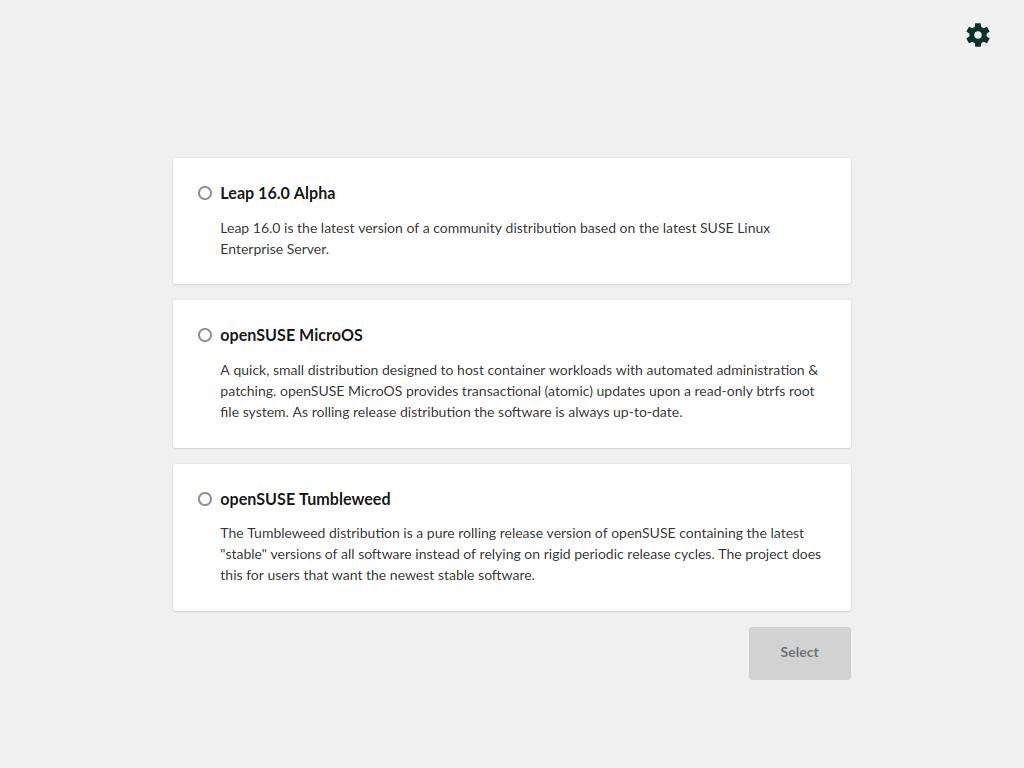 Leap 16.0 Alpha
Leap 16.0 is the latest version of a community distribution based on the latest SUSE Linux
Enterprise Server.
openSUSE MicroOS
A quick, small distribution designed to host container workloads with automated administration &
patching. openSUSE MicroOS provides transactional (atomic) updates upon a read-only btrfs root
file system. As rolling release distribution the software is always up-to-date.
openSUSE Tumbleweed
The Tumbleweed distribution is a pure rolling release version of openSUSE containing the latest
"stable" versions of all software instead of relying on rigid periodic release cycles. The project does
this for users that want the newest stable software.
Select